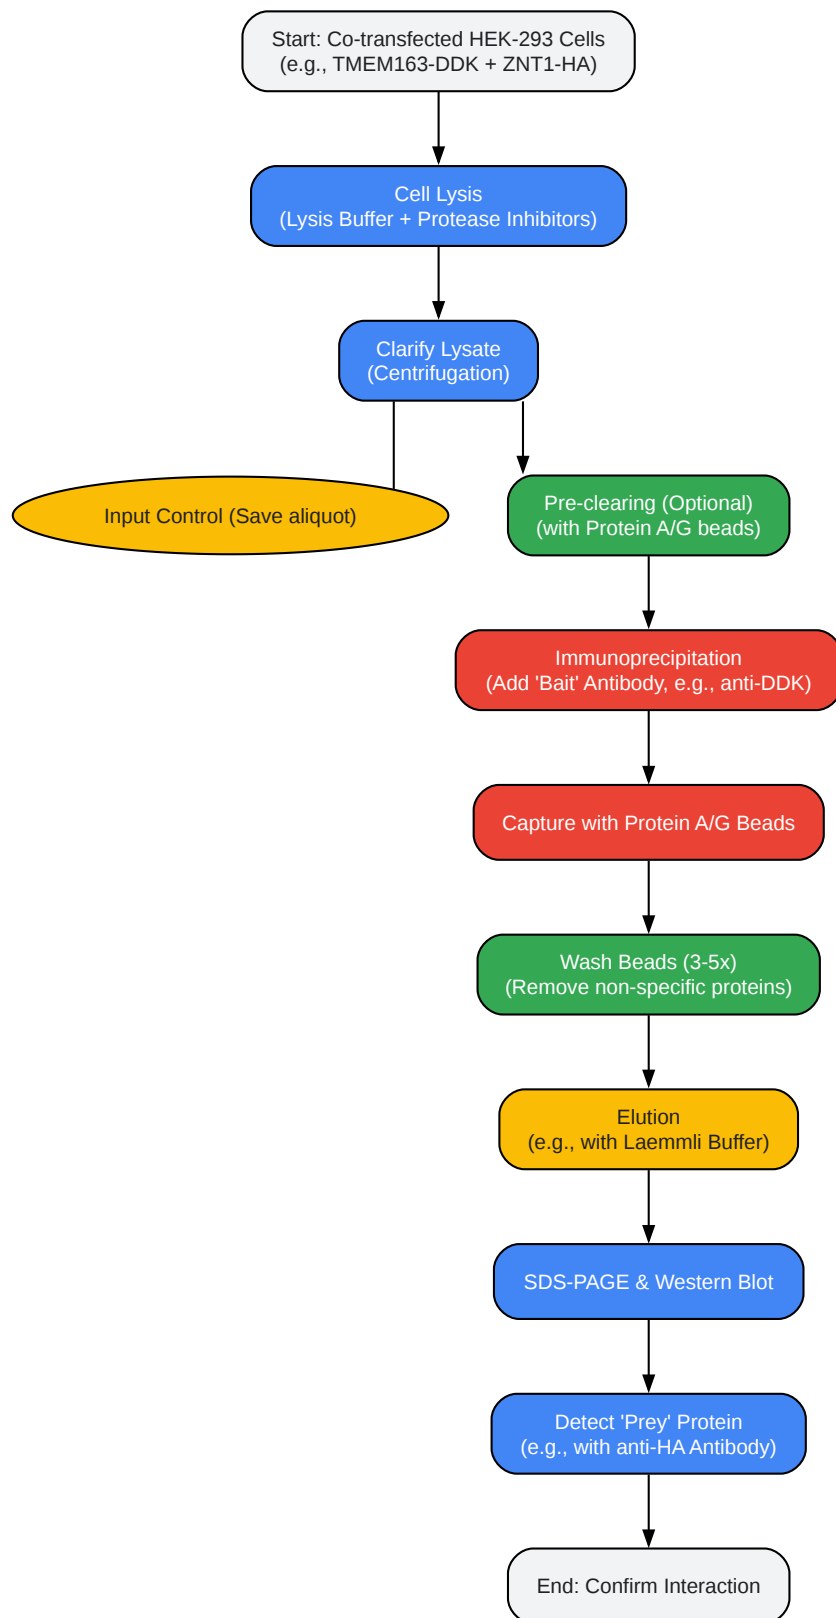 Start: Co-transfected HEK-293 Cells
(e.g., TMEM163-DDK + ZNT1-HA)
Cell Lysis
(Lysis Buffer + Protease Inhibitors)
Clarify Lysate
(Centrifugation)
Input Control (Save aliquot)
Pre-clearing (Optional)
(with Protein A/G beads)
Immunoprecipitation
(Add 'Bait' Antibody, e.g., anti-DDK)
Capture with Protein A/G Beads
Wash Beads (3-5x)
(Remove non-specific proteins)
Elution
(e.g., with Laemmli Buffer)
SDS-PAGE & Western Blot
Detect 'Prey' Protein
(e.g., with anti-HA Antibody)
End: Confirm Interaction